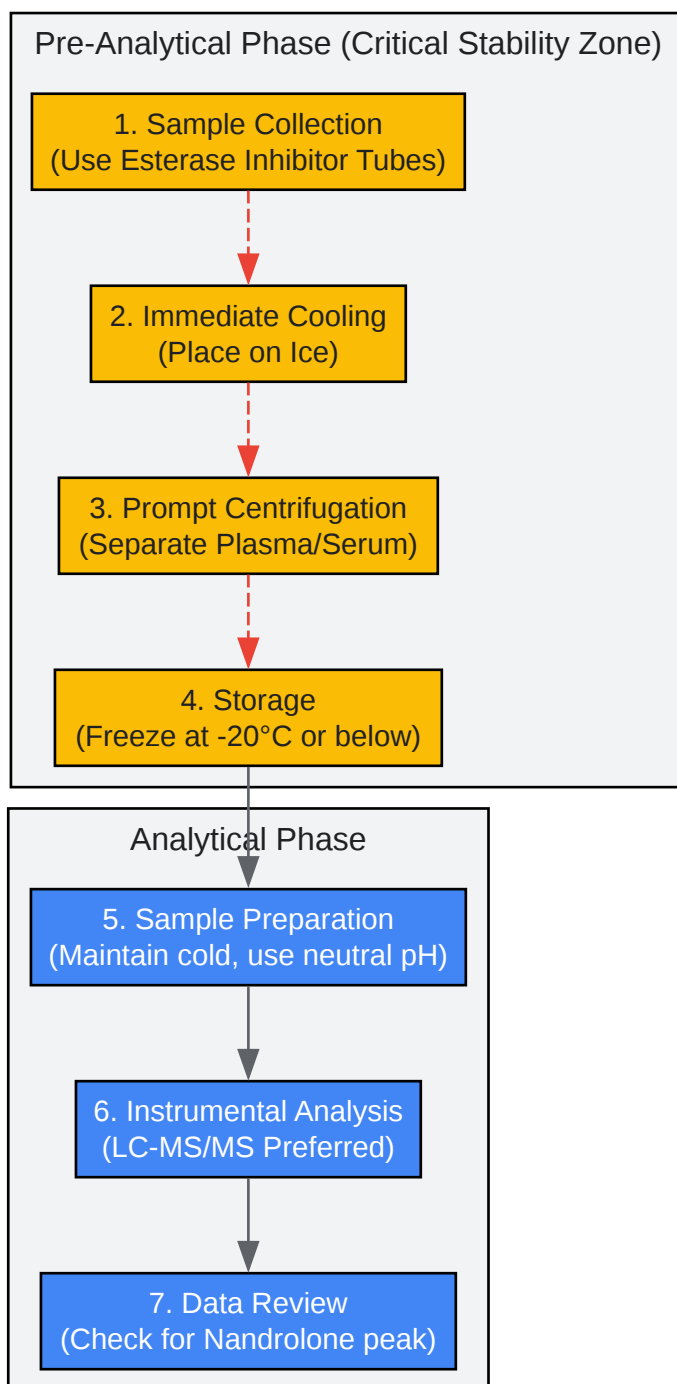 Pre-Analytical Phase (Critical Stability Zone)
1. Sample Collection
(Use Esterase Inhibitor Tubes)
2. Immediate Cooling
(Place on Ice)
3. Prompt Centrifugation
(Separate Plasma/Serum)
4. Storage
(Freeze at -20°C or below)
Analytical Phase
5. Sample Preparation
(Maintain cold, use neutral pH)
6. Instrumental Analysis
(LC-MS/MS Preferred)
7. Data Review
(Check for Nandrolone peak)